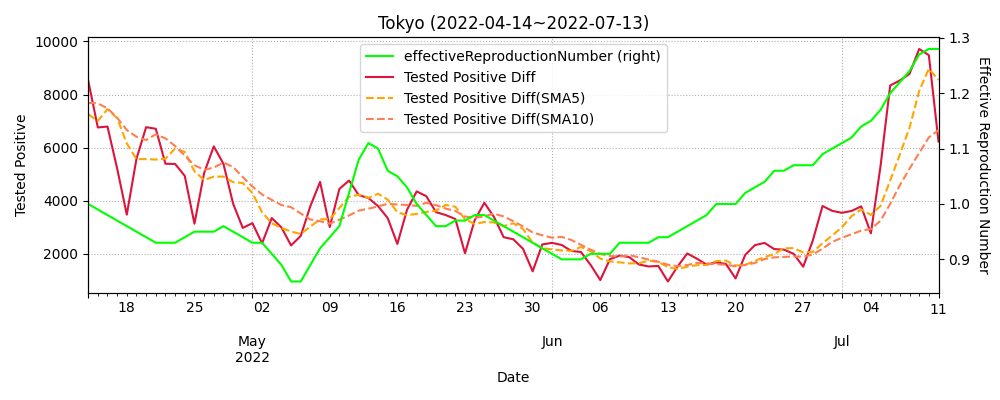 Tokyo (2022-04-14~2022-07-13)
effectiveReproductionNumber (right)
Tested Positive Diff
Tested Positive Diff(SMA5)
Tested Positive Diff(SMA10)
Tested Positive
10000
8000
6000
4000
2000
1.3
1.2
1.1
1.0
0.9
Effective Reproduction Number
18 25 02 09 16 23 30 06 13 20 27 04 11
May Jun Jul
2022
Date